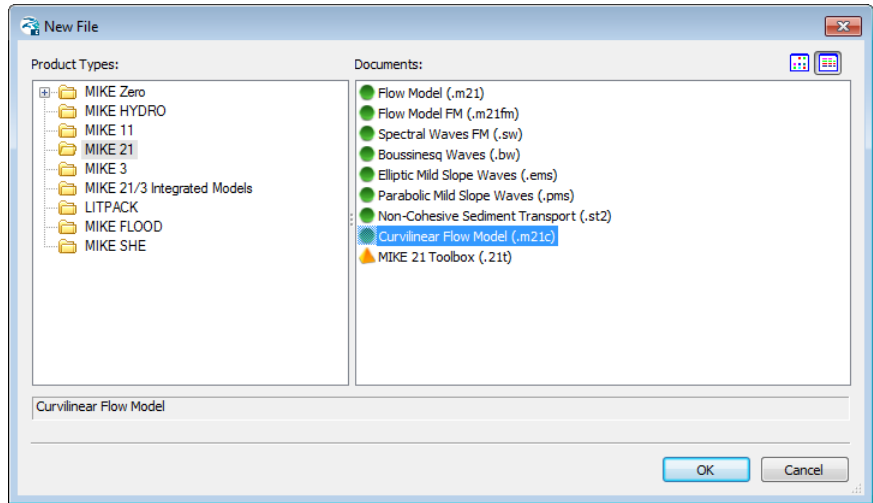 New File
Product Types:
MIKE Zero
MIKE HYDRO
MIKE 11
MIKE 21
MIKE 3
MIKE 21/3 Integrated Models
LITPACK
MIKE FLOOD
MIKE SHE
Documents:
Flow Model (.m21)
Flow Model FM (.m21fm)
Spectral Waves FM (.sw)
Boussinesq Waves (.bw)
Elliptic Mild Slope Waves (.ems)
Parabolic Mild Slope Waves (.pms)
Non-Cohesive Sediment Transport (.st2)
Curvilinear Flow Model (.m21c)
MIKE 21 Toolbox (.21t)
Curvilinear Flow Model
OK
Cancel